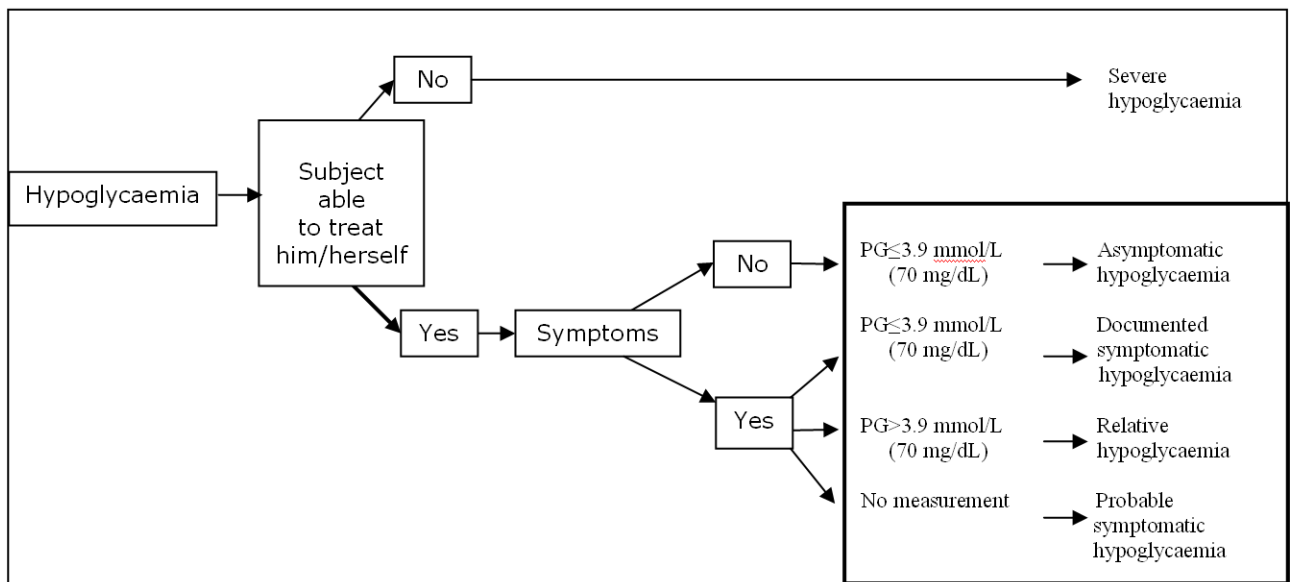 No
Severe
hypoglycaemia
Hypoglycaemia
Subject
able
to treat
him/herself
No
PG≤3.9 mmol/L
(70 mg/dL)
Asymptomatic
hypoglycaemia
Yes
Symptoms
PG≤3.9 mmol/L
(70 mg/dL)
Documented
symptomatic
hypoglycaemia
Yes
PG>3.9 mmol/L
(70 mg/dL)
Relative
hypoglycaemia
No measurement
Probable
symptomatic
hypoglycaemia